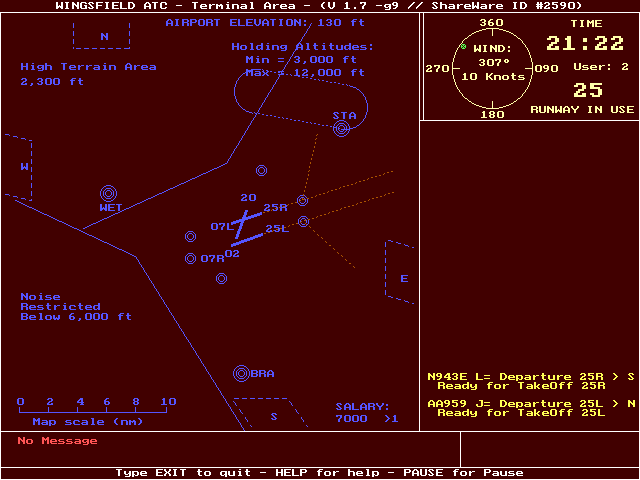 WINGSFIELD ATC - Terminal Area - (V 1.7 -g9 // ShareWare ID #2590)
AIRPORT ELEVATION: 130 ft
N
High Terrain Area
2,300 ft
Holding Altitudes:
Min = 3,000 ft
Max = 12,000 ft
STA
W
WET
20
25R
07L
25L
02
07R
E
Noise
Restricted
Below 6,000 ft
BRA
0 2 4 6 8 10
Map scale (nm)
S
SALARY:
7000 >1
360
WIND:
307°
10 Knots
270
090
180
TIME
21:22
User: 2
25
RUNWAY IN USE
N943E L= Departure 25R > S
Ready for TakeOff 25R
AA959 J= Departure 25L > N
Ready for TakeOff 25L
No Message
Type EXIT to quit - HELP for help - PAUSE for Pause